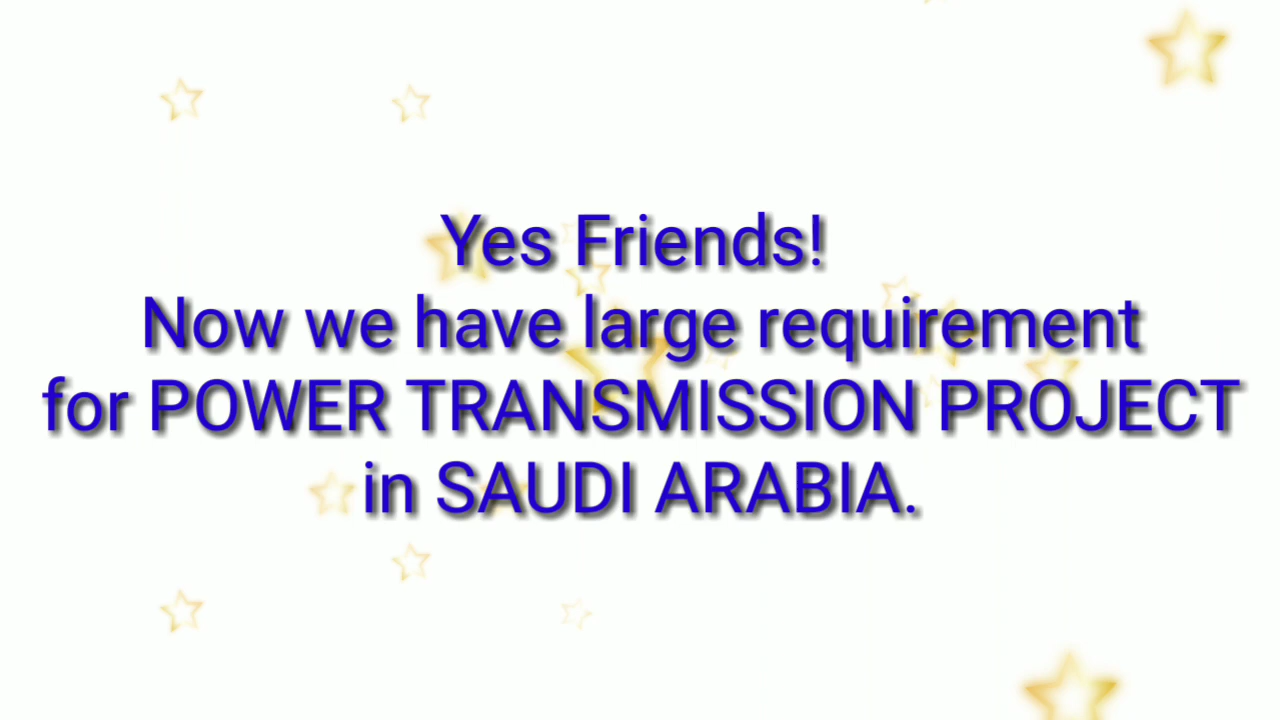 Yes Friends!
Now we have large requirement
for POWER TRANSMISSION PROJECT
in SAUDI ARABIA.